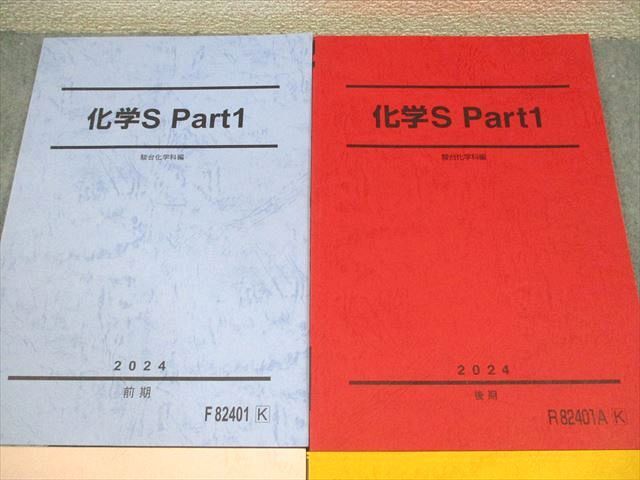 化学S Part1
駿台化学科編
2024
前期
F82401 K
化学S Part1
駿台化学科編
2024
後期
R82401A K